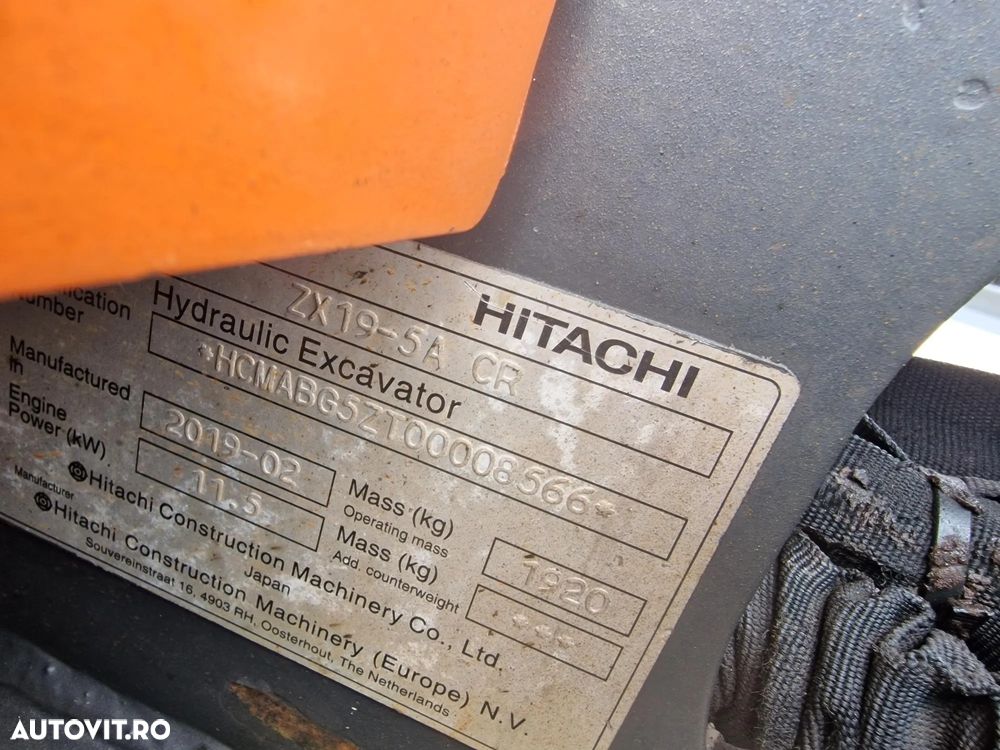 HITACHI
ZX19-5A CR
Hydraulic Excavator
Number
*HCMABG5ZT00008566*
Manufactured in
2019-02
Engine Power (kW)
11.5
Mass (kg)
Operating mass
1920
Mass (kg)
Add. counterweight
***
Hitachi Construction Machinery Co., Ltd.
Japan
Manufacturer
Hitachi Construction Machinery (Europe) N.V.
Souvereinstraat 16, 4903 RH, Oosterhout, The Netherlands
AUTOVIT.RO